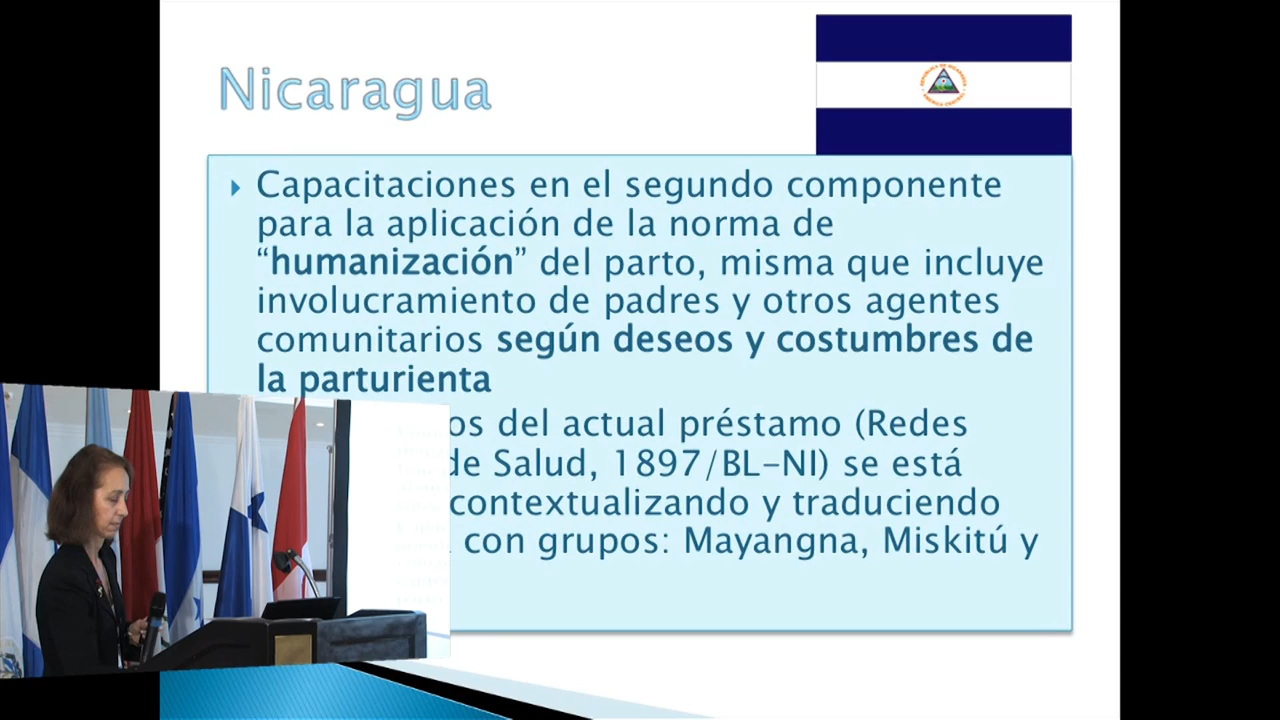 Nicaragua
Capacitaciones en el segundo componente
para la aplicación de la norma de
“humanización” del parto, misma que incluye
involucramiento de padres y otros agentes
comunitarios según deseos y costumbres de
la parturienta
del actual préstamo (Redes
de Salud, 1897/BL-NI) se está
contextualizando y traduciendo
con grupos: Mayangna, Miskitú y